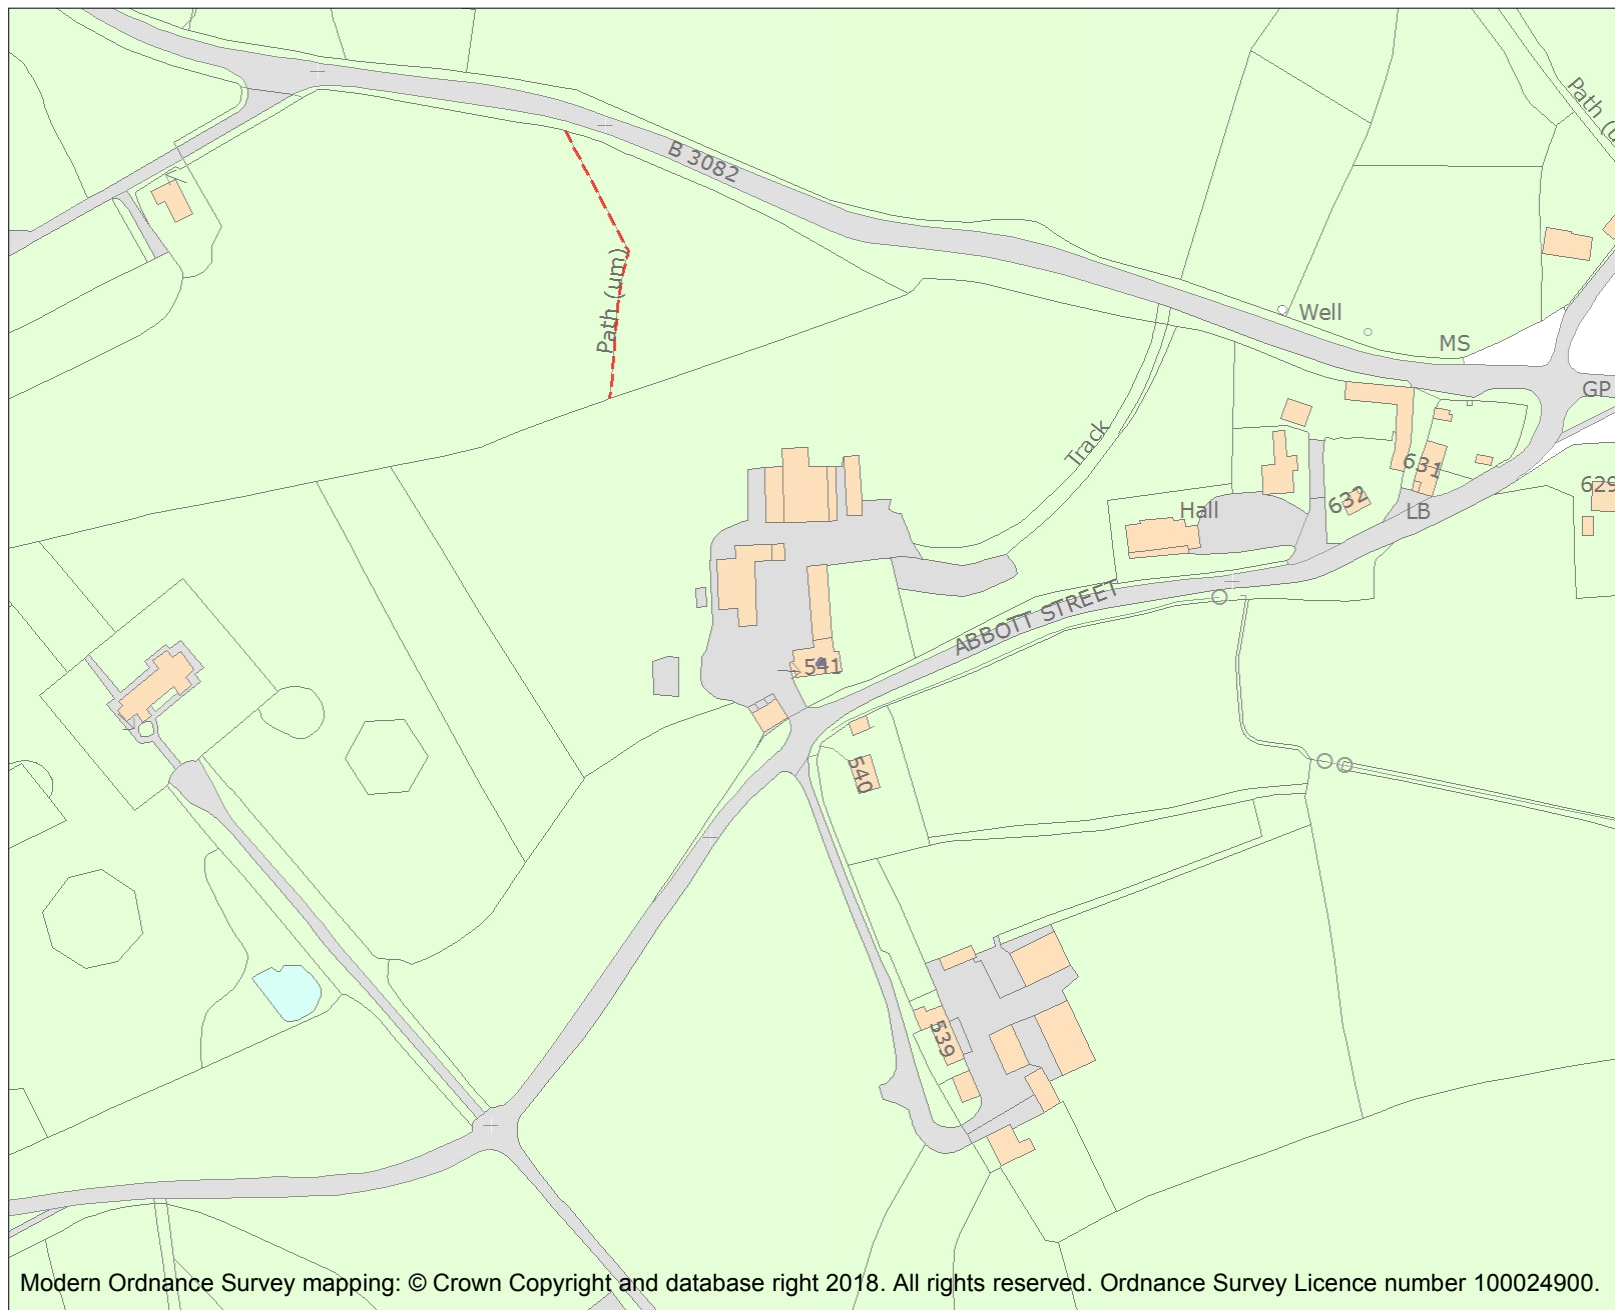 Path (u
B 3082
Path (um)
Well
MS
GP
Track
631
632
629
Hall
LB
ABBOTT STREET
541
540
539
Modern Ordnance Survey mapping: © Crown Copyright and database right 2018. All rights reserved. Ordnance Survey Licence number 100024900.